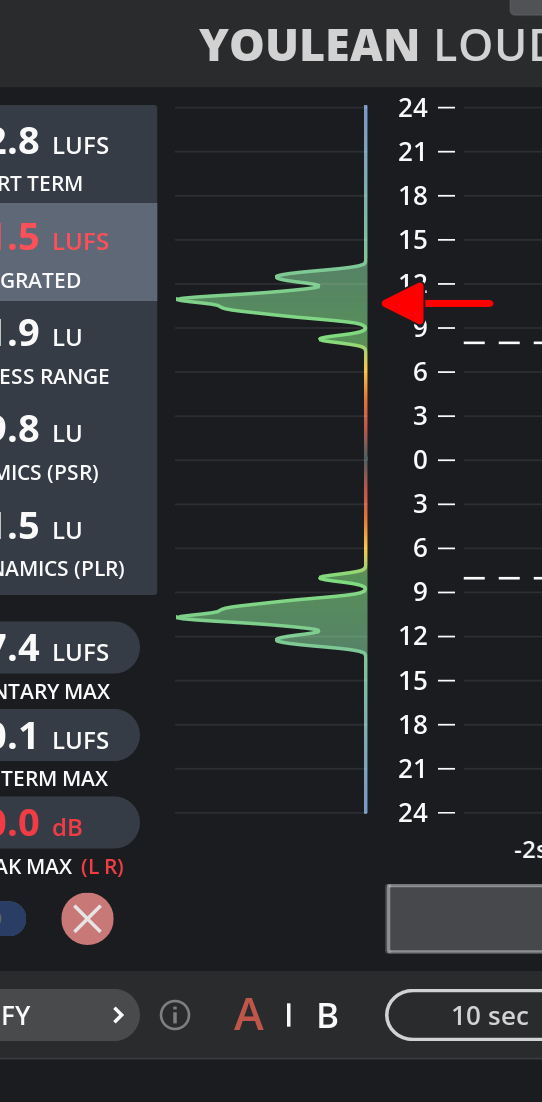 YOULEAN LOUD
2.8 LUFS
RT TERM
1.5 LUFS
GRATED
1.9 LU
ESS RANGE
9.8 LU
MICS (PSR)
1.5 LU
NAMICS (PLR)
7.4 LUFS
NTARY MAX
0.1 LUFS
TERM MAX
0.0 dB
AK MAX (L R)
24
21
18
15
12
9
6
3
0
3
6
9
12
15
18
21
24
-2s
FY
A | B
10 sec